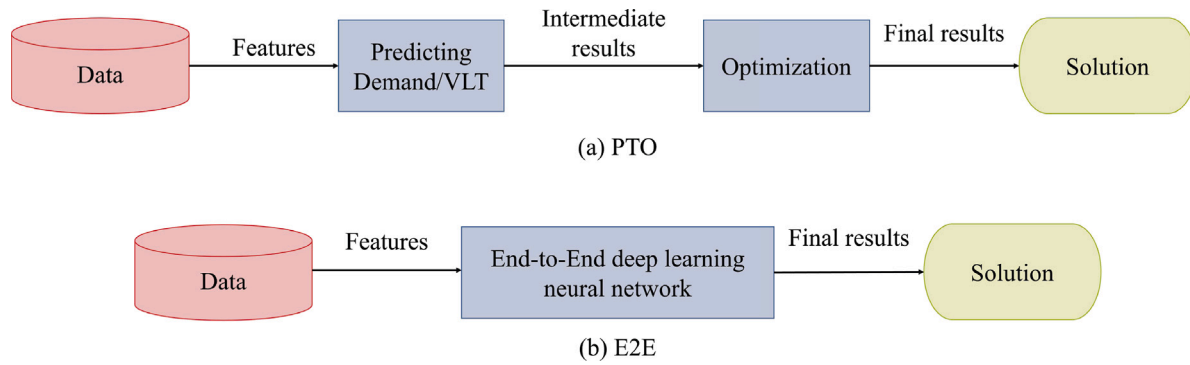 Data
Features
Predicting
Demand/VLT
Intermediate
results
Optimization
Final results
Solution
(a) PTO
Data
Features
End-to-End deep learning
neural network
Final results
Solution
(b) E2E